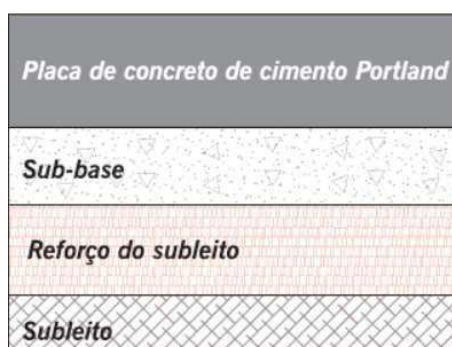 Placa de concreto de cimento Portland
Sub-base
Reforço do subleito
Subleito